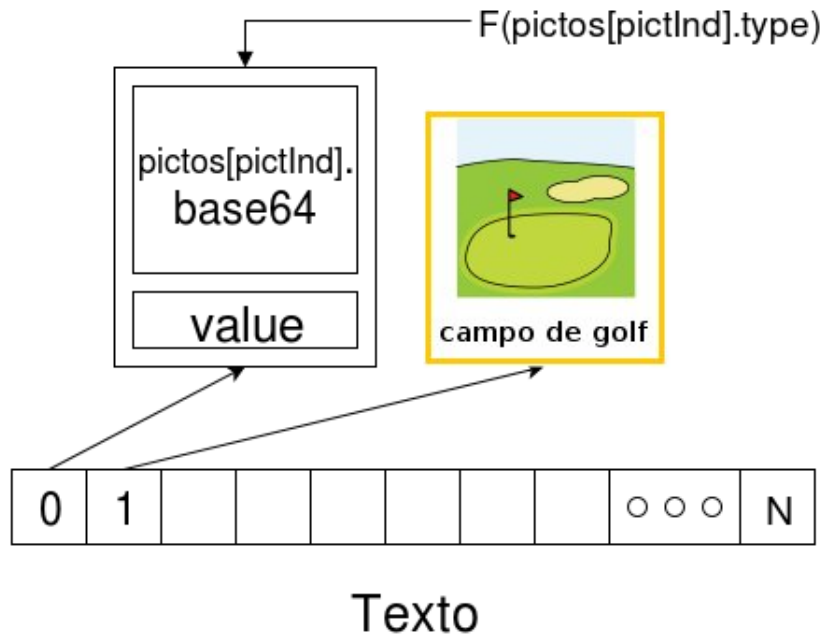 F(pictos[pictInd].type)
pictos[pictInd].
base64
value
campo de golf
0 1 N
Texto